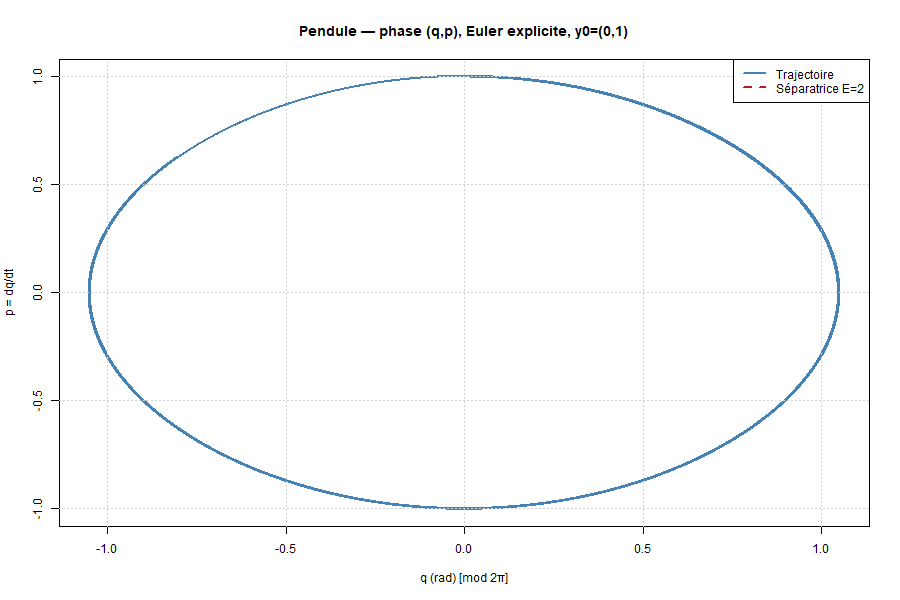 Pendule — phase (q,p), Euler explicite, y0=(0,1)
Trajectoire
Séparatrice E=2
1.0
0.5
0.0
-0.5
-1.0
p = dq/dt
-1.0 -0.5 0.0 0.5 1.0
q (rad) [mod 2π]